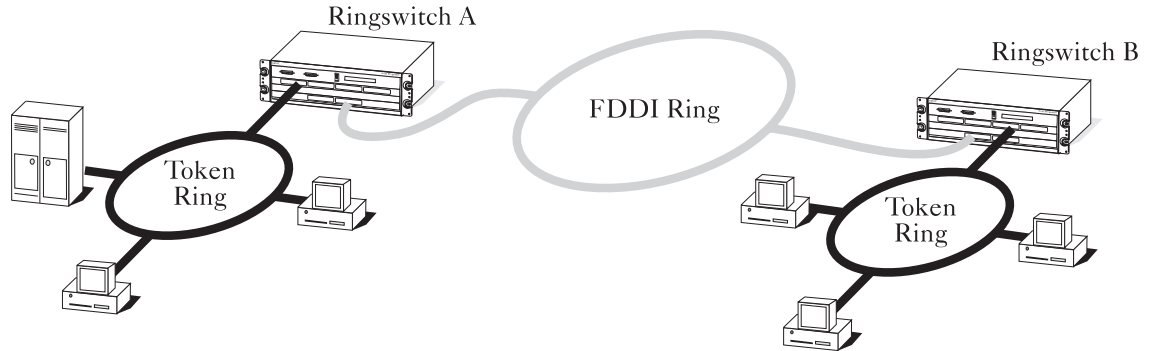 Ringswitch A
Ringswitch B
FDDI Ring
Token
Ring
Token
Ring